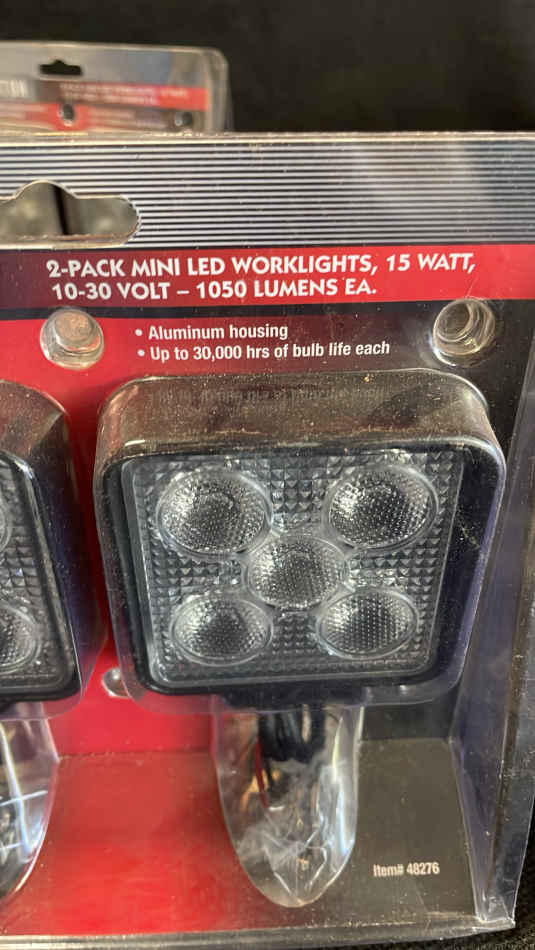 2-PACK MINI LED WORKLIGHTS, 15 WATT,
10-30 VOLT – 1050 LUMENS EA.
• Aluminum housing
• Up to 30,000 hrs of bulb life each
Item# 48276